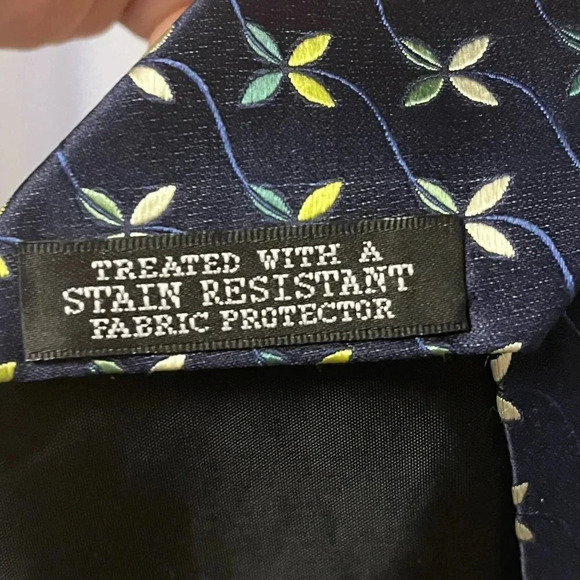 TREATED WITH A
STAIN RESISTANT
FABRIC PROTECTOR